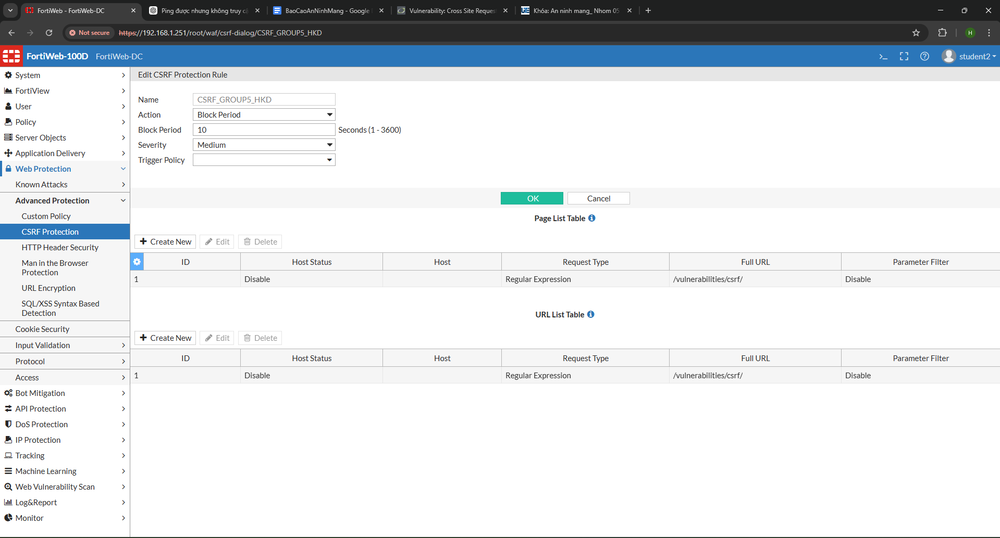 FortiWeb - FortiWeb-DC
Ping được nhưng không truy cậ
BaoCaoAnNinhMang - Google
Vulnerability: Cross Site Reques
Khóa: An ninh mang_ Nhom 05
Not secure
https://192.168.1.251/root/waf/csrf-dialog/CSRF_GROUP5_HKD
H
FortiWeb-100D FortiWeb-DC
student2
System
FortiView
User
Policy
Server Objects
Application Delivery
Web Protection
Known Attacks
Advanced Protection
Custom Policy
CSRF Protection
HTTP Header Security
Man in the Browser
Protection
URL Encryption
SQL/XSS Syntax Based
Detection
Cookie Security
Input Validation
Protocol
Access
Bot Mitigation
API Protection
DoS Protection
IP Protection
Tracking
Machine Learning
Web Vulnerability Scan
Log&Report
Monitor
Edit CSRF Protection Rule
Name CSRF_GROUP5_HKD
Action Block Period
Block Period 10 Seconds (1 - 3600)
Severity Medium
Trigger Policy
OK Cancel
Page List Table
Create New Edit Delete
ID Host Status Host Request Type Full URL Parameter Filter
1 Disable Regular Expression /vulnerabilities/csrf/ Disable
URL List Table
Create New Edit Delete
ID Host Status Host Request Type Full URL Parameter Filter
1 Disable Regular Expression /vulnerabilities/csrf/ Disable